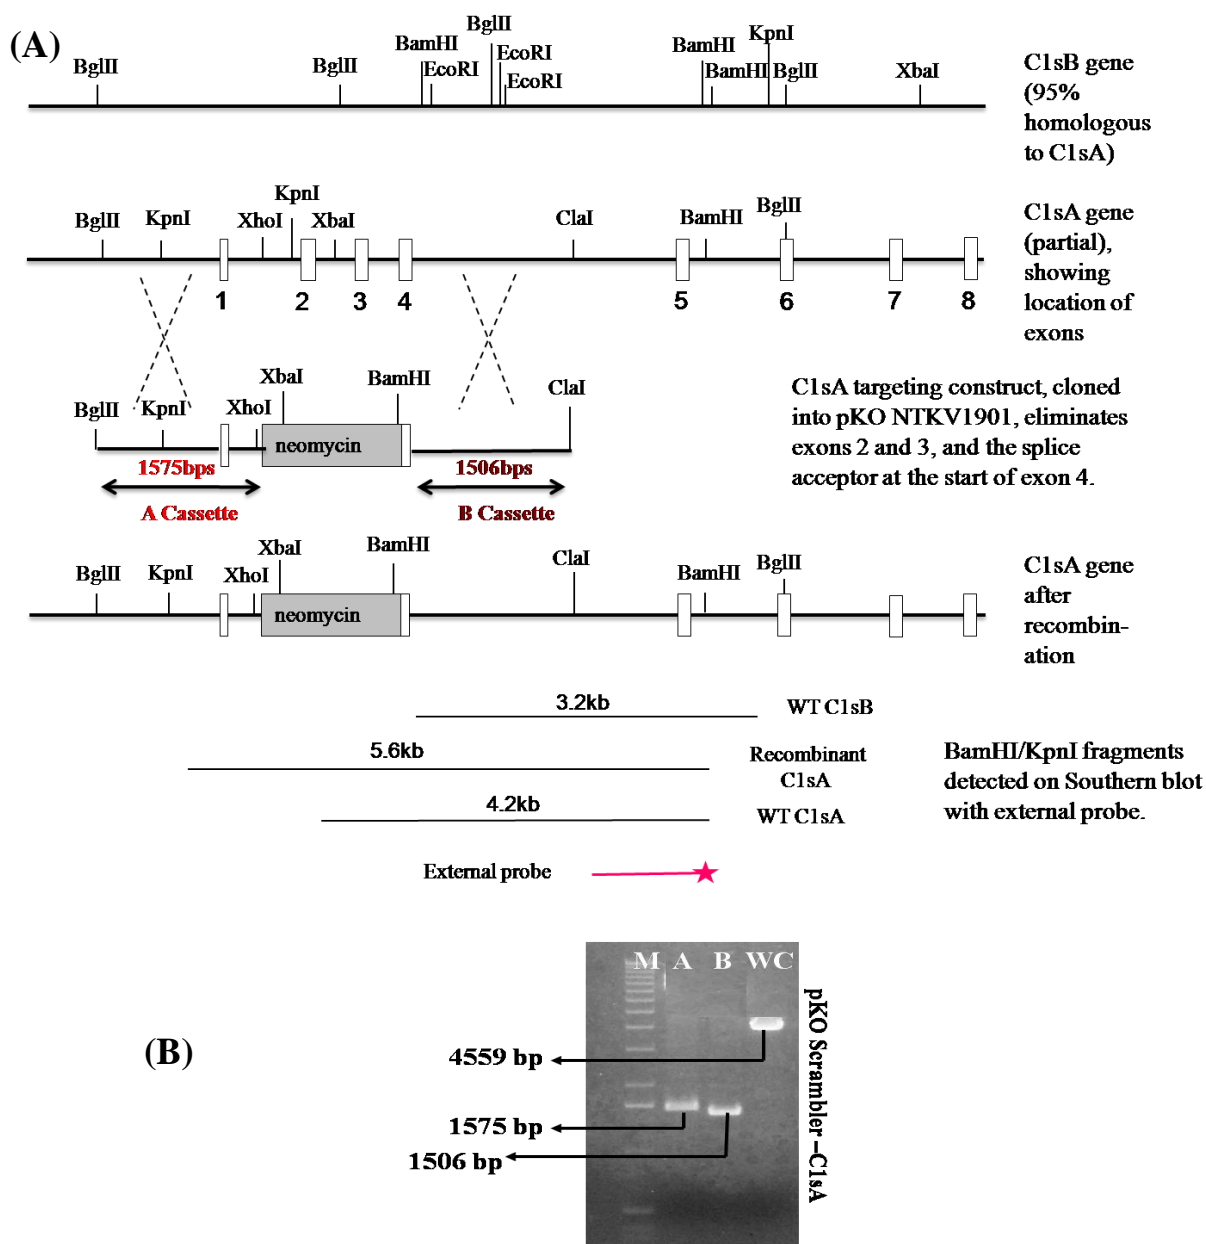 (A)
BglII
BglII
BamHI
EcoRI
BglII
EcoRI
EcoRI
BamHI
BamHI
KpnI
BglII
XbaI
C1sB gene
(95%
homologous
to C1sA)
BglII
KpnI
XhoI
KpnI
XbaI
ClaI
BamHI
BglII
1
2
3
4
5
6
7
8
C1sA gene
(partial),
showing
location of
exons
BglII
KpnI
XhoI
XbaI
BamHI
ClaI
neomycin
1575bps
1506bps
A Cassette
B Cassette
C1sA targeting construct, cloned
into pKO NTKV1901, eliminates
exons 2 and 3, and the splice
acceptor at the start of exon 4.
BglII
KpnI
XhoI
XbaI
BamHI
ClaI
BamHI
BglII
neomycin
C1sA gene
after
recombin-
ation
3.2kb
WT C1sB
5.6kb
Recombinant
C1sA
4.2kb
WT C1sA
BamHI/KpnI fragments
detected on Southern blot
with external probe.
External probe
(B)
M A B WC
4559 bp
1575 bp
1506 bp
pKO Scrambler –C1sA